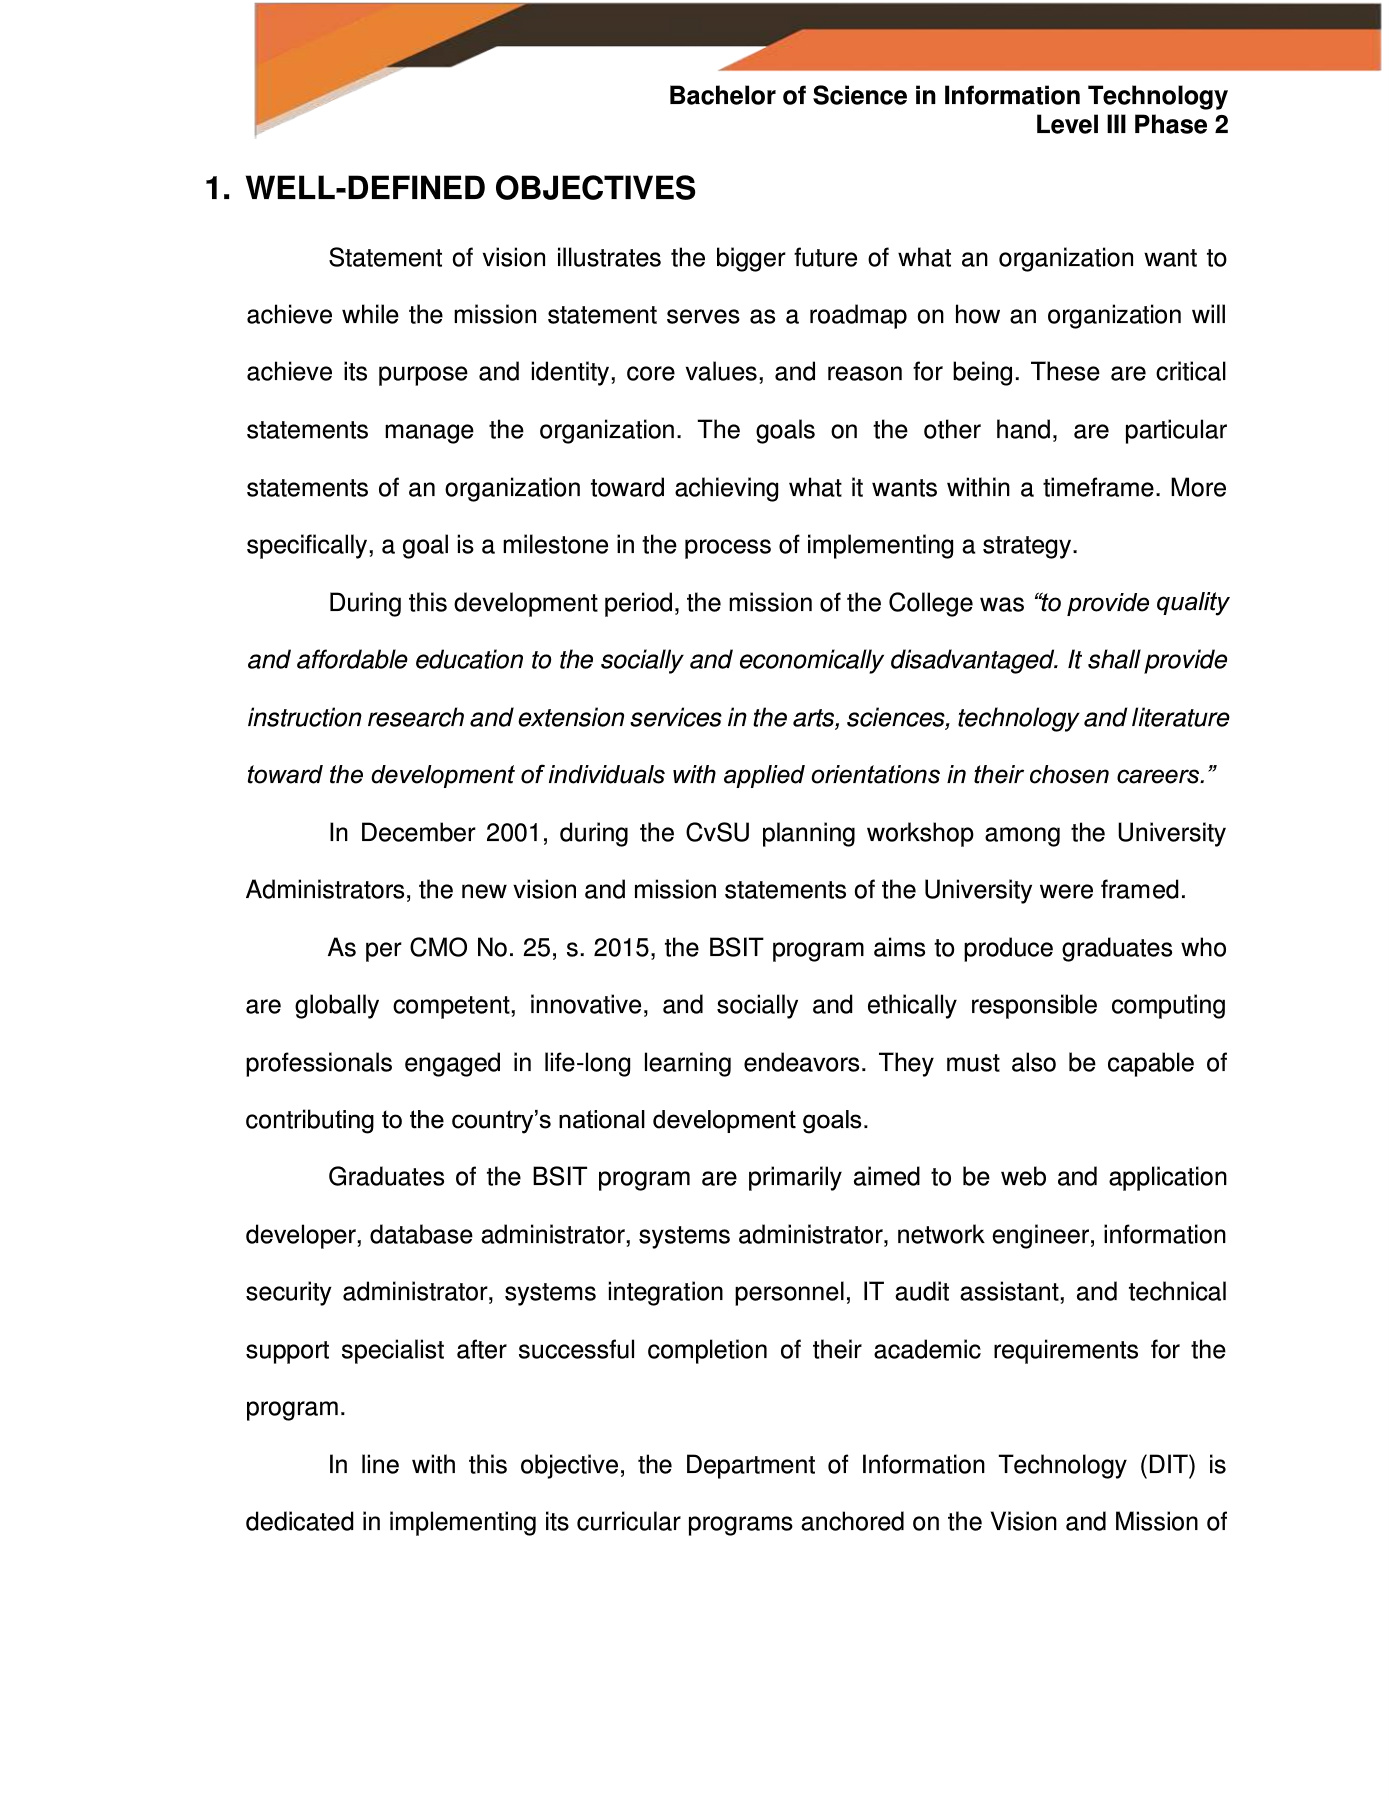 Bachelor of Science in Information Technology
Level III Phase 2
1. WELL-DEFINED OBJECTIVES
Statement of vision illustrates the bigger future of what an organization want to
achieve while the mission statement serves as a roadmap on how an organization will
achieve its purpose and identity, core values, and reason for being. These are critical
statements manage the organization. The goals on the other hand, are particular
statements of an organization toward achieving what it wants within a timeframe. More
specifically, a goal is a milestone in the process of implementing a strategy.
During this development period, the mission of the College was “to provide quality
and affordable education to the socially and economically disadvantaged. It shall provide
instruction research and extension services in the arts, sciences, technology and literature
toward the development of individuals with applied orientations in their chosen careers.”
In December 2001, during the CvSU planning workshop among the University
Administrators, the new vision and mission statements of the University were framed.
As per CMO No. 25, s. 2015, the BSIT program aims to produce graduates who
are globally competent, innovative, and socially and ethically responsible computing
professionals engaged in life-long learning endeavors. They must also be capable of
contributing to the country’s national development goals.
Graduates of the BSIT program are primarily aimed to be web and application
developer, database administrator, systems administrator, network engineer, information
security administrator, systems integration personnel, IT audit assistant, and technical
support specialist after successful completion of their academic requirements for the
program.
In line with this objective, the Department of Information Technology (DIT) is
dedicated in implementing its curricular programs anchored on the Vision and Mission of